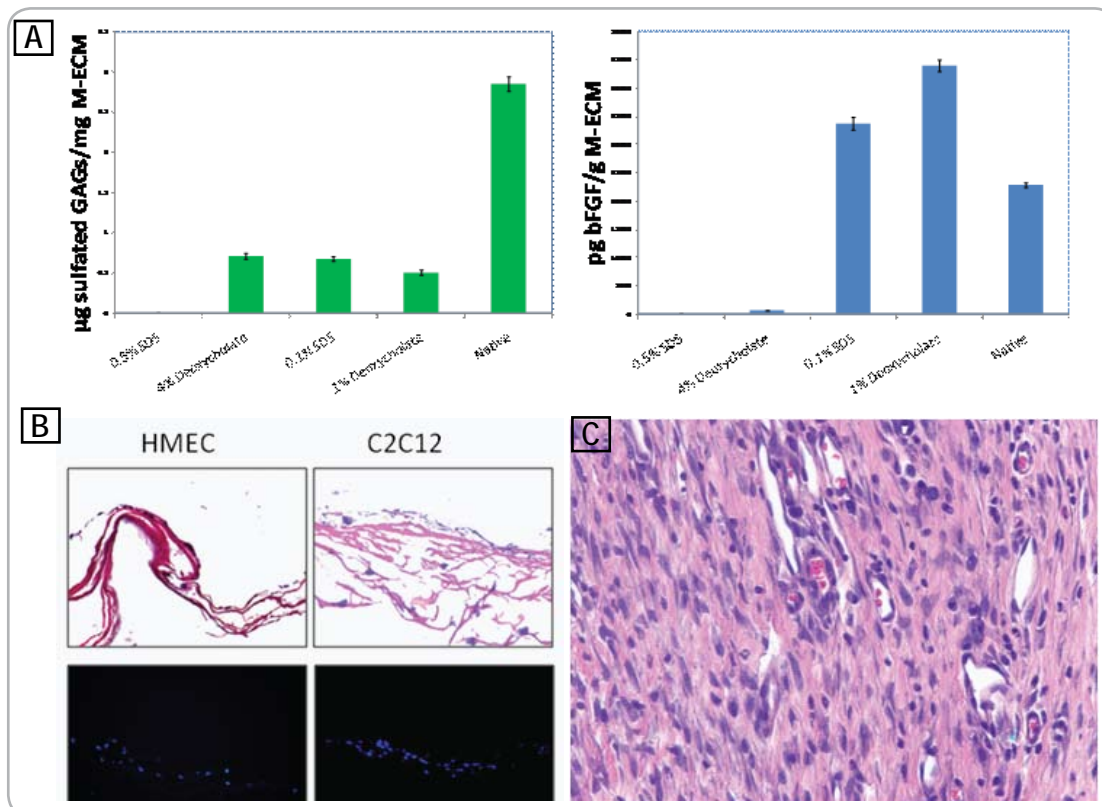 A
µg sulfated GAGs/mg M-ECM
0.5% SDS
4% Deoxycholate
0.1% SDS
1% Deoxycholate
Native
pg bFGF/g M-ECM
0.5% SDS
4% Deoxycholate
0.1% SDS
1% Deoxycholate
Native
B
HMEC
C2C12
C